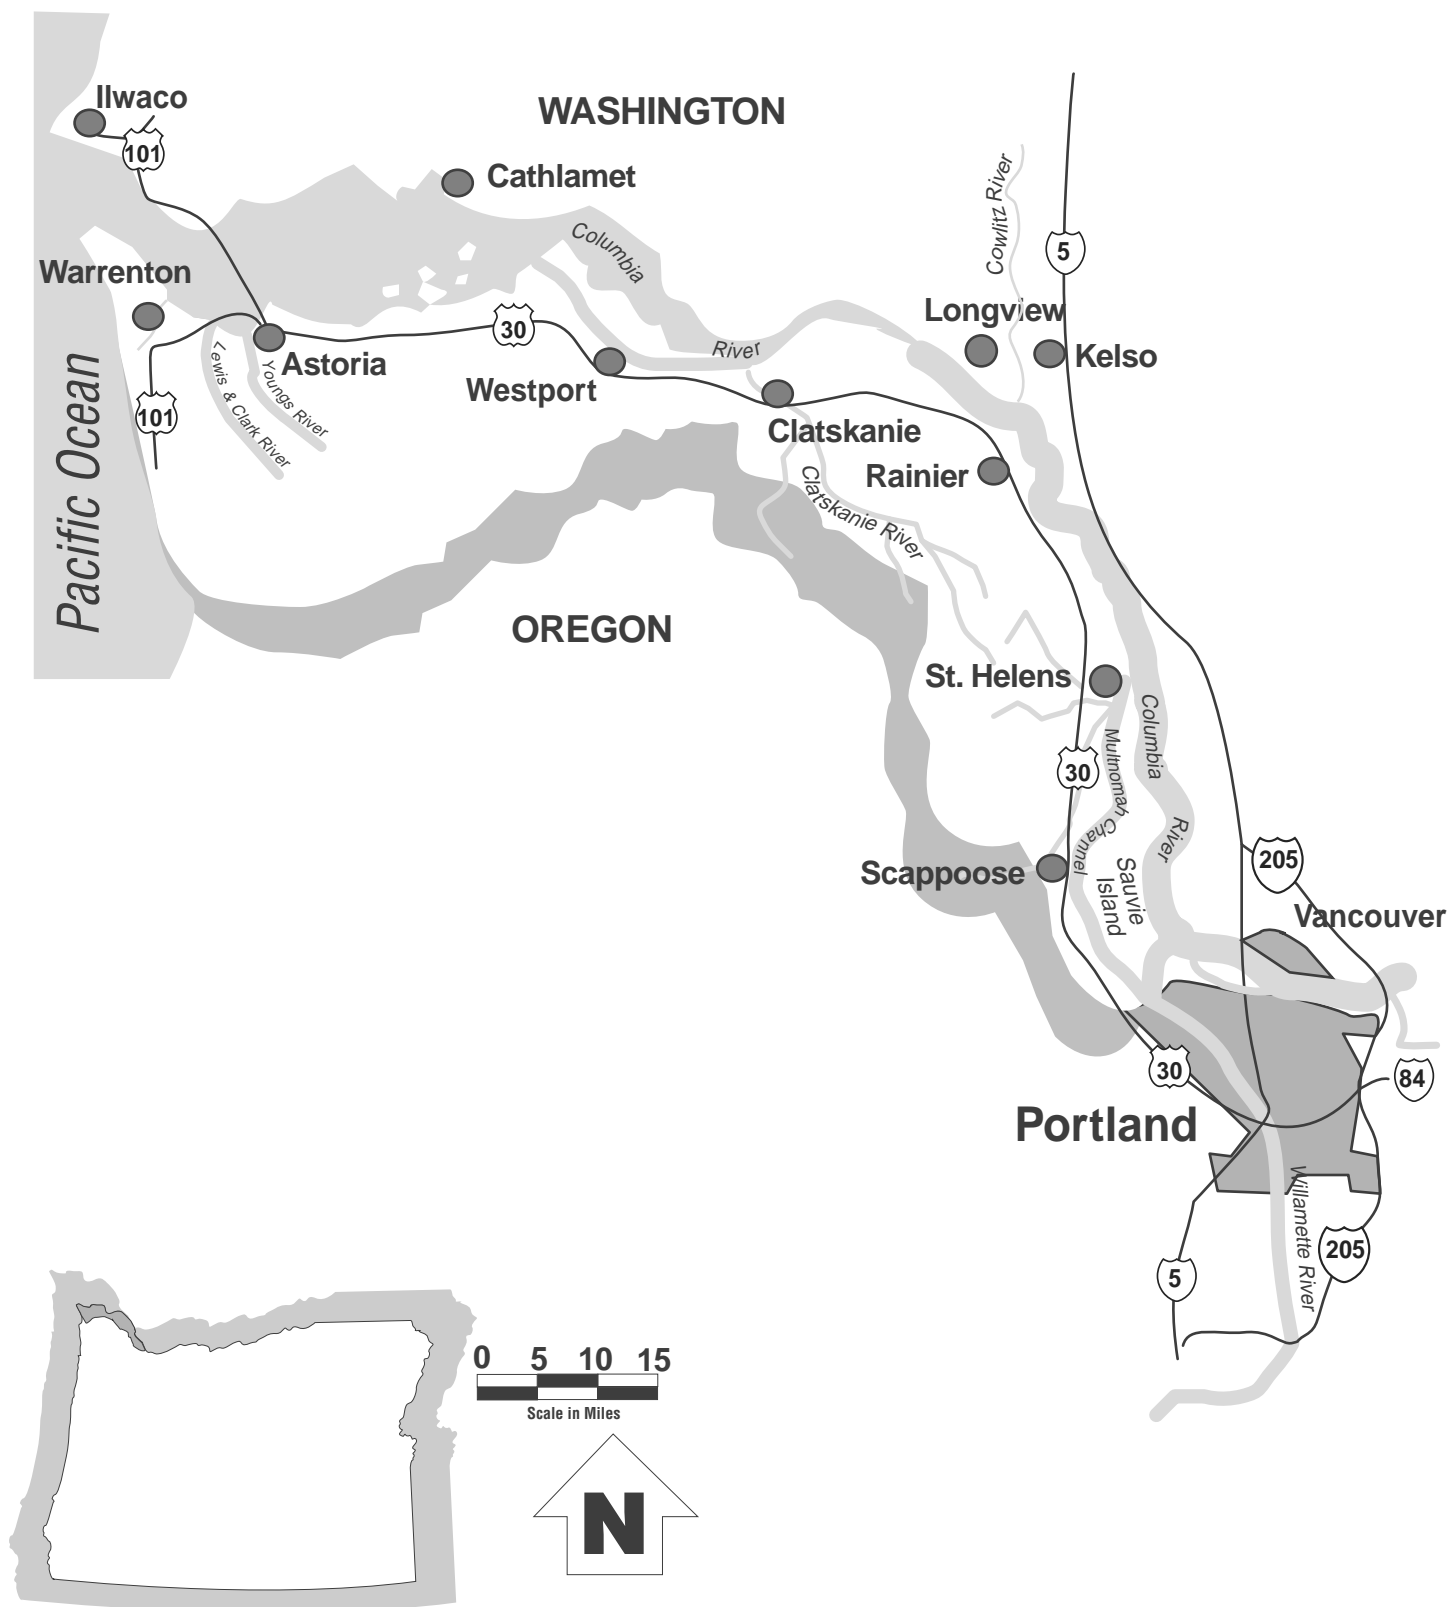 Ilwaco
WASHINGTON
101
Cathlamet
Cowlitz River
Columbia
5
Warrenton
Longview
30
River
Kelso
Astoria
Westport
Lewis & Clark River
Youngs River
101
Clatskanie
Rainier
Pacific Ocean
Clatskanie River
OREGON
St. Helens
Columbia
Multnomah Channel
30
River
205
Scappoose
Sauvie
Island
Vancouver
30
84
Portland
Willamette River
205
5
0 5 10 15
Scale in Miles
N